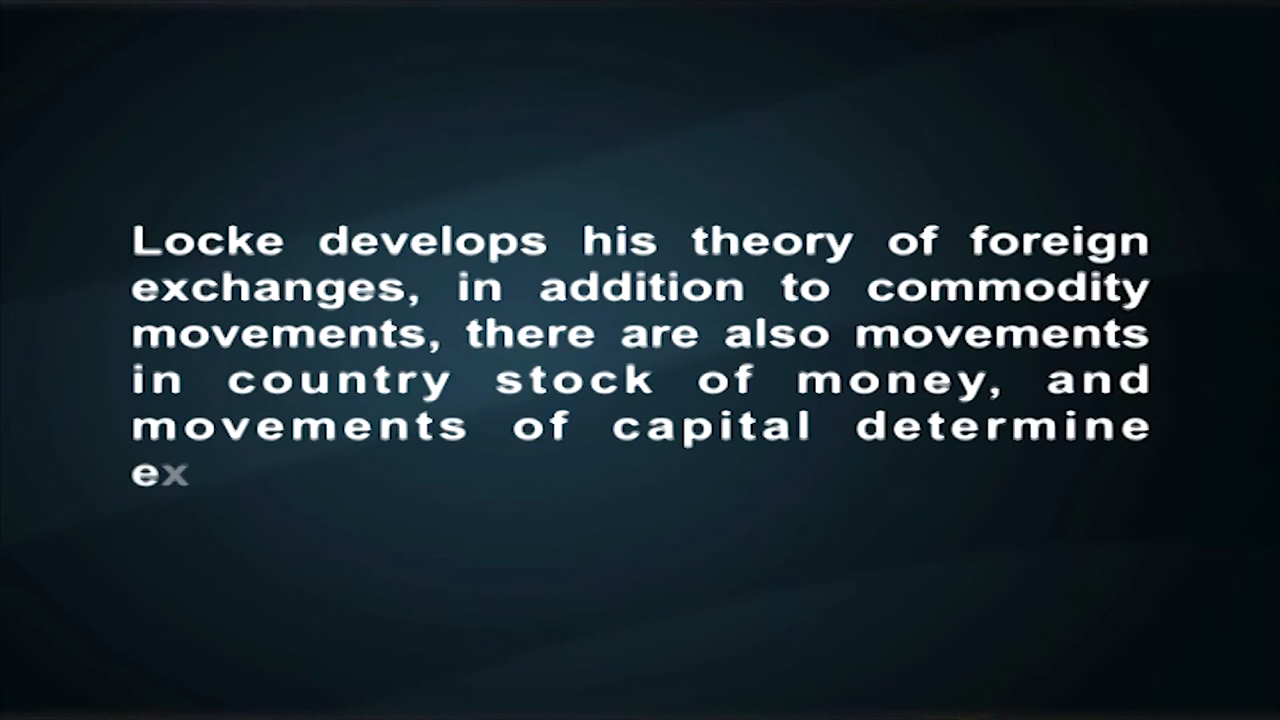 Locke develops his theory of foreign
exchanges, in addition to commodity
movements, there are also movements
in country stock of money, and
movements of capital determine
ex